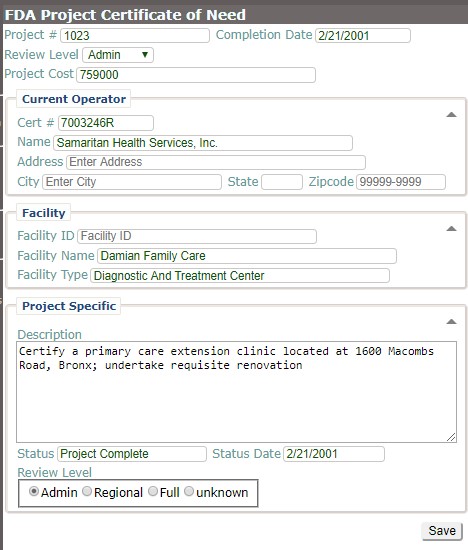 FDA Project Certificate of Need
Project # 1023 Completion Date 2/21/2001
Review Level Admin
Project Cost 759000
Current Operator
Cert # 7003246R
Name Samaritan Health Services, Inc.
Address Enter Address
City Enter City State Zipcode 99999-9999
Facility
Facility ID Facility ID
Facility Name Damian Family Care
Facility Type Diagnostic And Treatment Center
Project Specific
Description
Certify a primary care extension clinic located at 1600 Macombs
Road, Bronx; undertake requisite renovation
Status Project Complete Status Date 2/21/2001
Review Level
Admin Regional Full unknown
Save